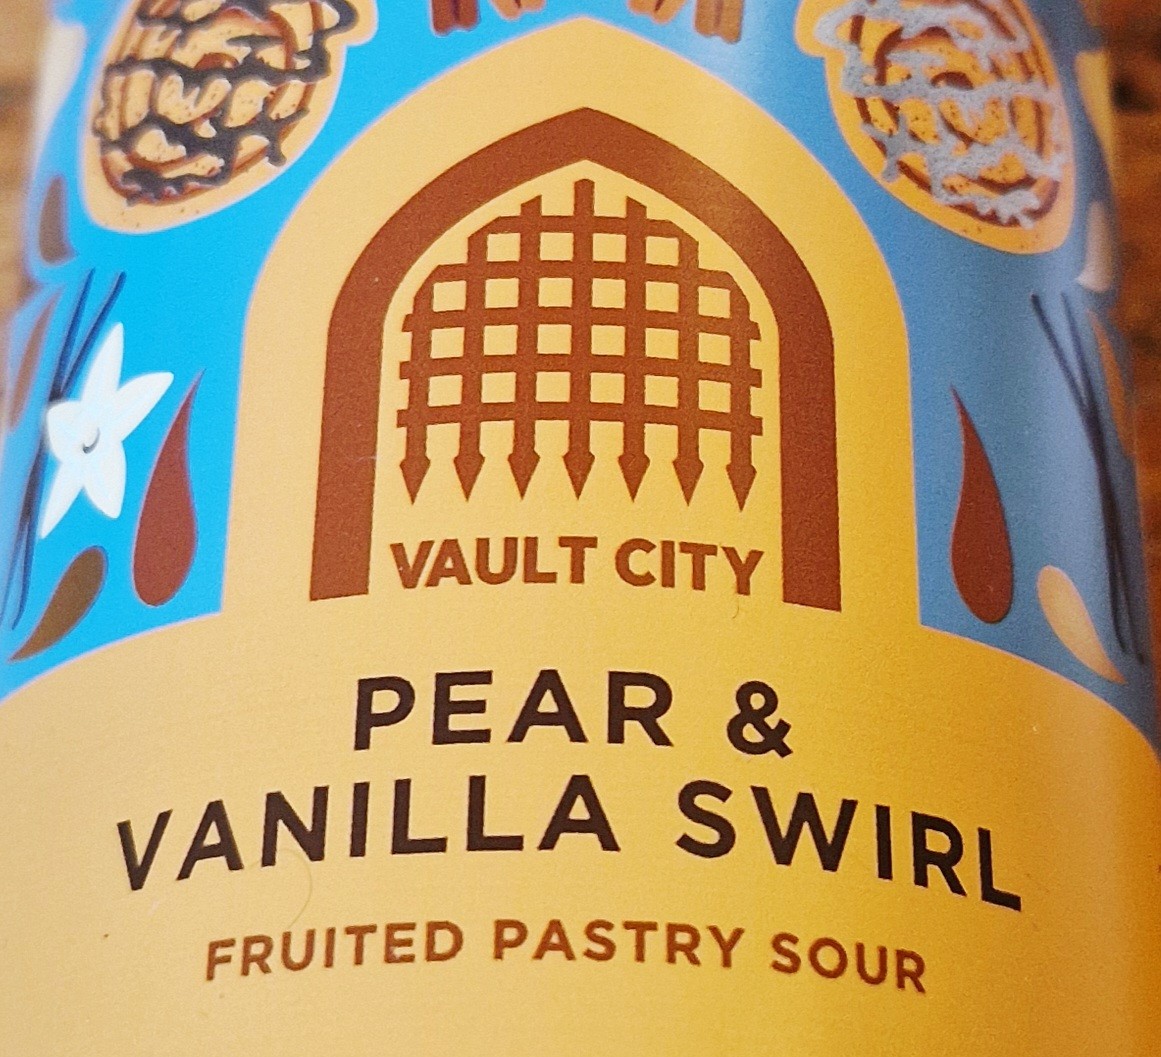 VAULT CITY
PEAR &
VANILLA SWIRL
FRUITED PASTRY SOUR